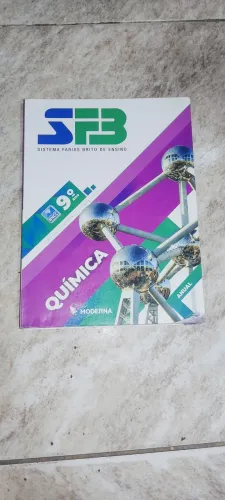 SFB
SISTEMA FARIAS BRITO DE ENSINO
9º
QUÍMICA
MODERNA
ANUAL